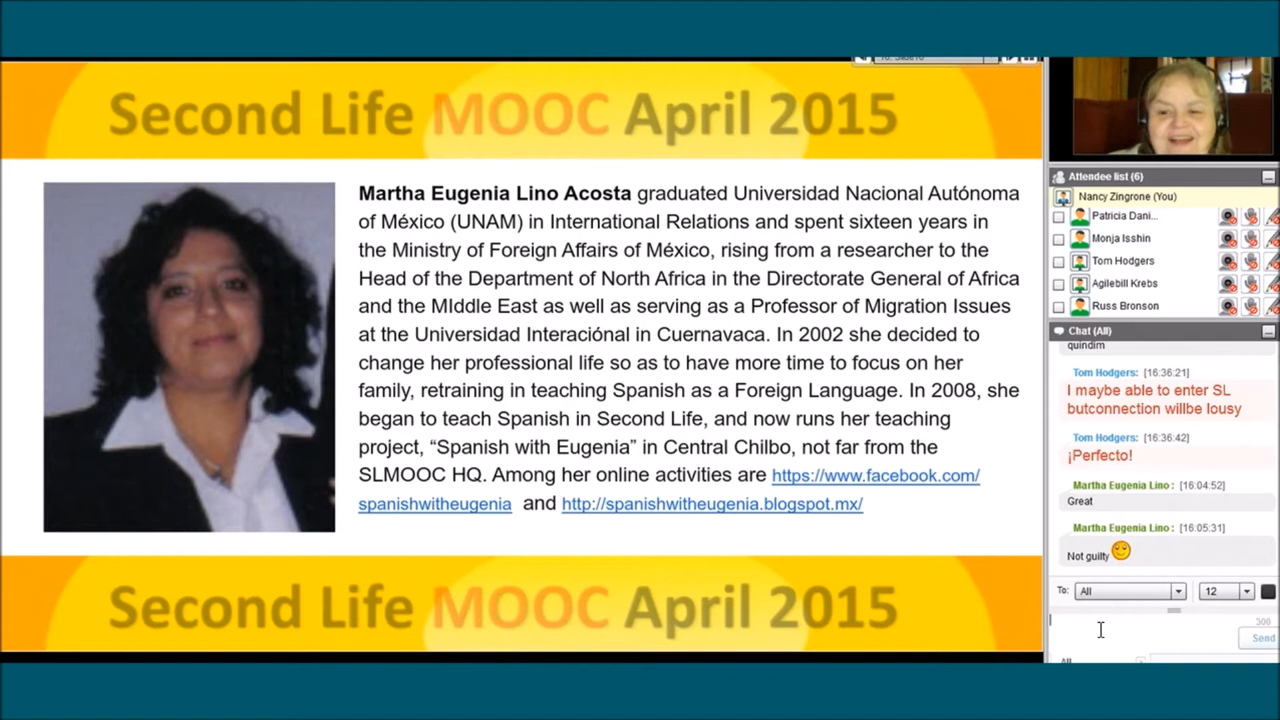 Second Life MOOC April 2015
Martha Eugenia Lino Acosta graduated Universidad Nacional Autónoma
of México (UNAM) in International Relations and spent sixteen years in
the Ministry of Foreign Affairs of México, rising from a researcher to the
Head of the Department of North Africa in the Directorate General of Africa
and the MIddle East as well as serving as a Professor of Migration Issues
at the Universidad Interaciónal in Cuernavaca. In 2002 she decided to
change her professional life so as to have more time to focus on her
family, retraining in teaching Spanish as a Foreign Language. In 2008, she
began to teach Spanish in Second Life, and now runs her teaching
project, “Spanish with Eugenia” in Central Chilbo, not far from the
SLMOOC HQ. Among her online activities are https://www.facebook.com/
spanishwitheugenia and http://spanishwitheugenia.blogspot.mx/
Second Life MOOC April 2015
Attendee list (6)
Nancy Zingrone (You)
Patricia Dani...
Monja Isshin
Tom Hodgers
Agilebill Krebs
Russ Bronson
Chat (All)
quindim
Tom Hodgers: [16:36:21]
I maybe able to enter SL
butconnection willbe lousy
Tom Hodgers: [16:36:42]
¡Perfecto!
Martha Eugenia Lino : [16:04:52]
Great
Martha Eugenia Lino : [16:05:31]
Not guilty
To: All 12
300
Send
All